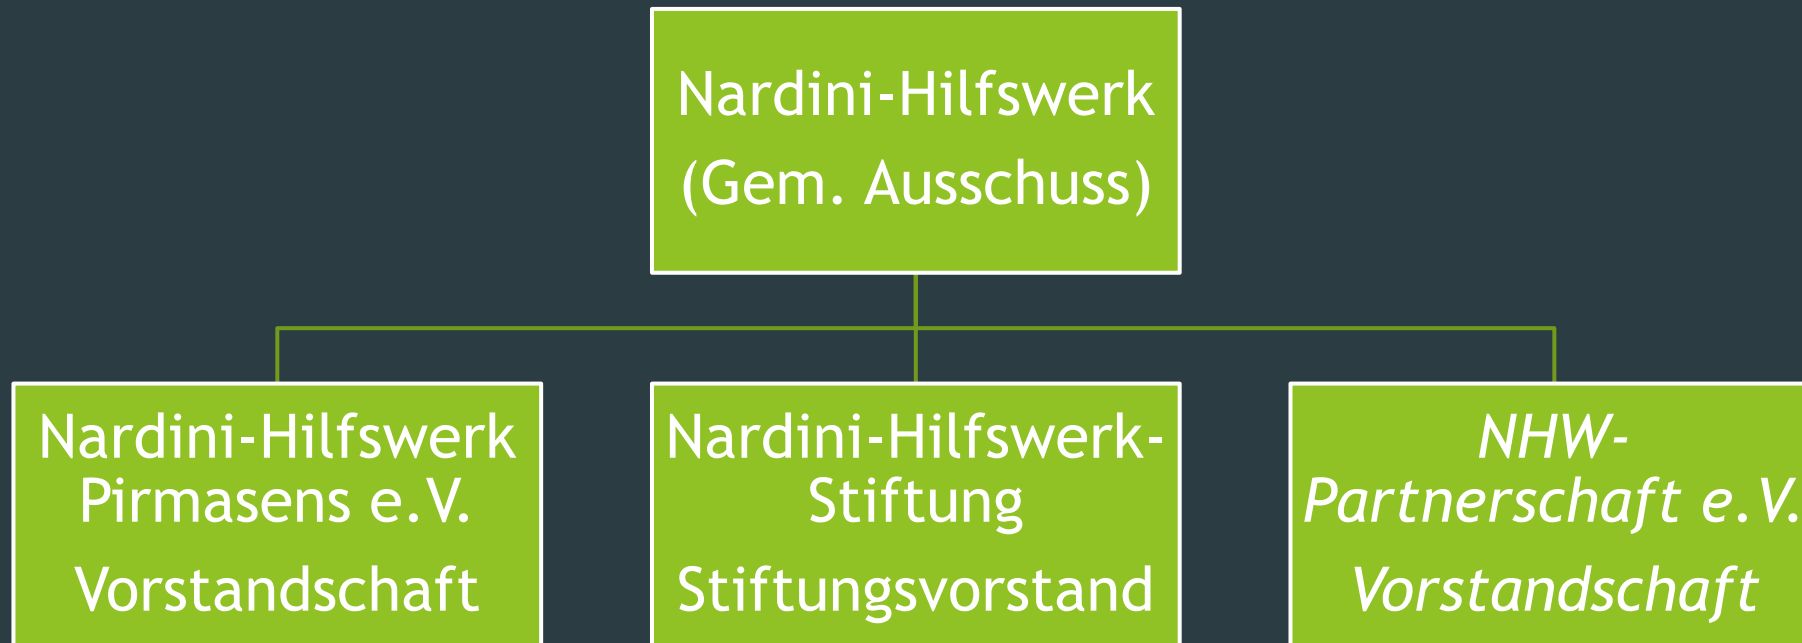 Nardini-Hilfswerk
(Gem. Ausschuss)
Nardini-Hilfswerk
Pirmasens e.V.
Vorstandschaft
Nardini-Hilfswerk-
Stiftung
Stiftungsvorstand
NHW-
Partnerschaft e.V.
Vorstandschaft